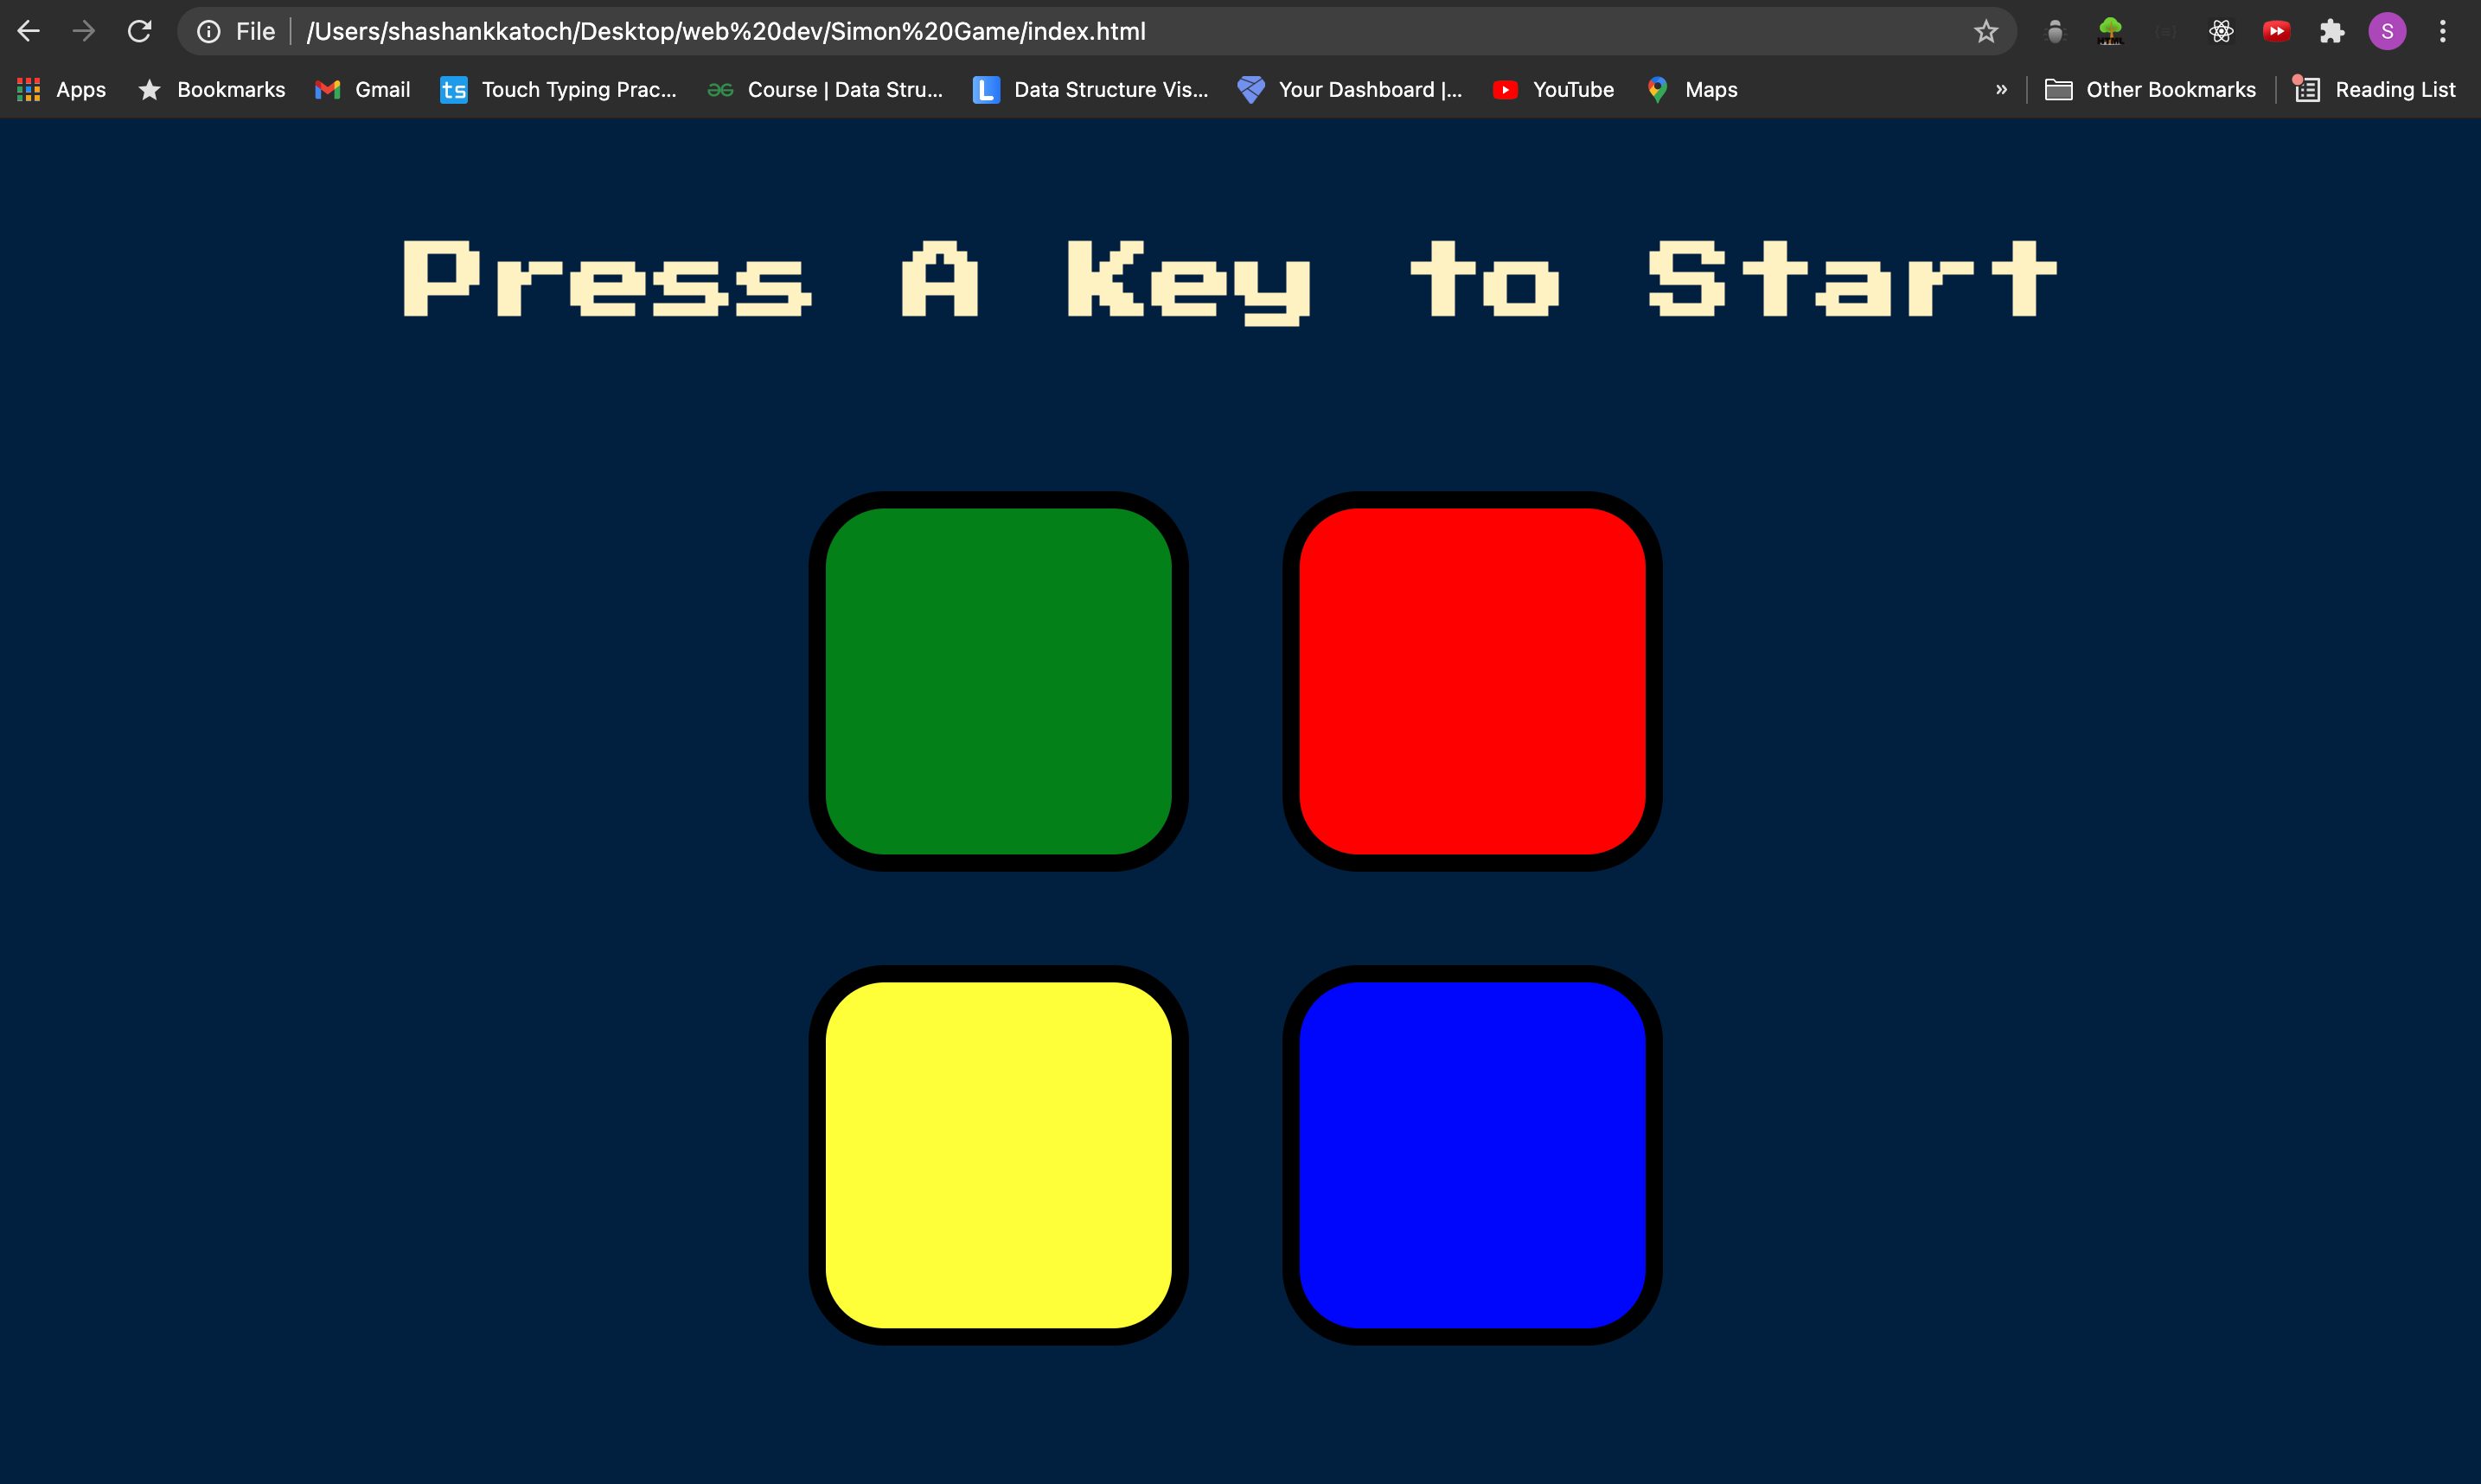 File /Users/shashankkatoch/Desktop/web%20dev/Simon%20Game/index.html S
Apps Bookmarks Gmail ts Touch Typing Prac... Course | Data Stru... L Data Structure Vis... Your Dashboard |... YouTube Maps » Other Bookmarks Reading List
Press A Key to Start